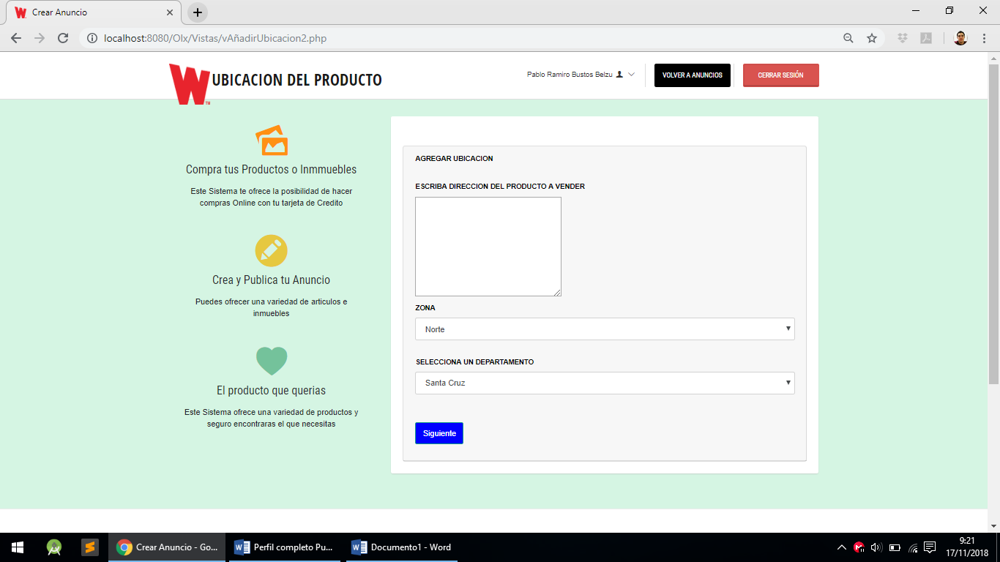 Crear Anuncio
localhost:8080/Olx/Vistas/vAñadirUbicacion2.php
W
UBICACION DEL PRODUCTO
Pablo Ramiro Bustos Belzu
VOLVER A ANUNCIOS
CERRAR SESIÓN
Compra tus Productos o Inmmuebles
Este Sistema te ofrece la posibilidad de hacer
compras Online con tu tarjeta de Credito
Crea y Publica tu Anuncio
Puedes ofrecer una variedad de articulos e
inmuebles
El producto que querias
Este Sistema ofrece una variedad de productos y
seguro encontraras el que necesitas
AGREGAR UBICACION
ESCRIBA DIRECCION DEL PRODUCTO A VENDER
ZONA
Norte
SELECCIONA UN DEPARTAMENTO
Santa Cruz
Siguiente
Crear Anuncio - Go...
Perfil completo Pu...
Documento1 - Word
9:21
17/11/2018